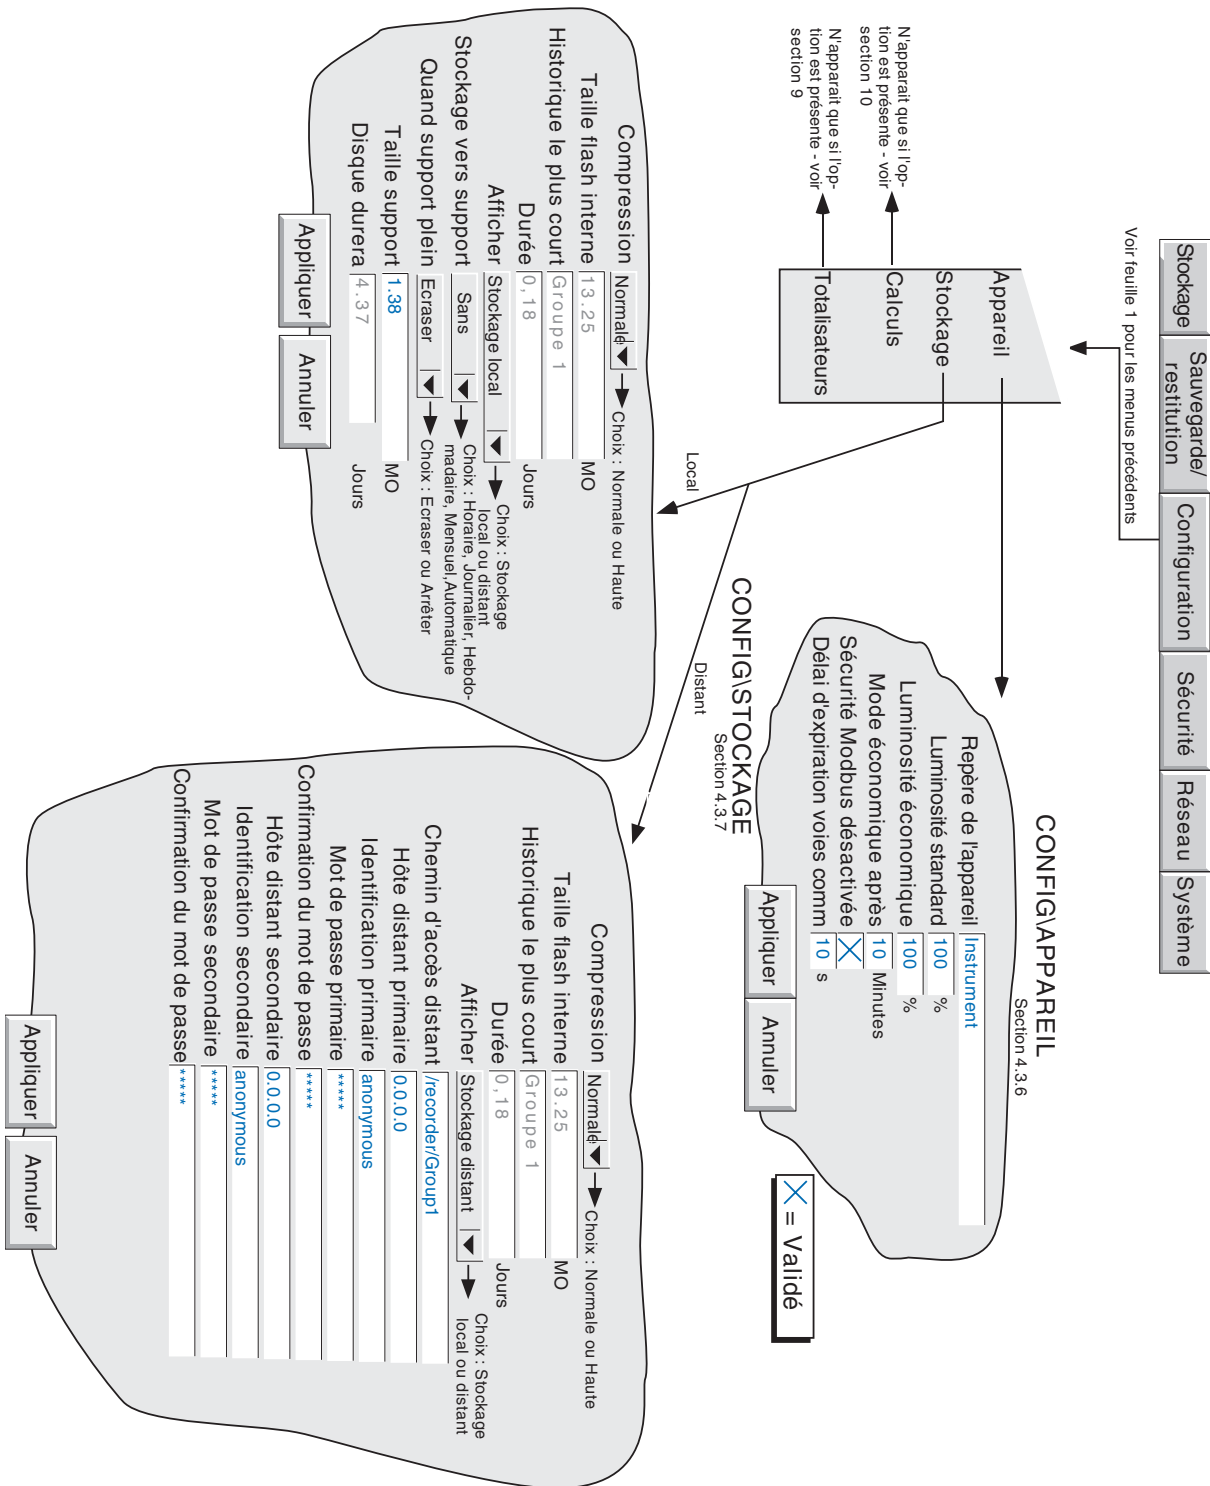 Stockage
Sauvegarde/
restitution
Configuration
Sécurité
Réseau
Système
Voir feuille 1 pour les menus précédents
Appareil
Stockage
Calculs
Totalisateurs
N'apparait que si l'op-
tion est présente - voir
section 10
N'apparait que si l'op-
tion est présente - voir
section 9
CONFIG\APPAREIL
Section 4.3.6
Repère de l'appareil Instrument
Luminosité standard 100 %
Luminosité économique 100 %
Mode économique après 10 Minutes
Sécurité Modbus désactivée X
Délai d'expiration voies comm 10 s
Appliquer Annuler
X = Validé
CONFIG\STOCKAGE
Section 4.3.7
Local
Distant
Compression Normale Choix : Normale ou Haute
Taille flash interne 13.25 MO
Historique le plus court Groupe 1
Durée 0,18 Jours
Afficher Stockage local Choix : Stockage
local ou distant
Stockage vers support Sans Choix : Horaire, Journalier, Hebdo-
madaire, Mensuel,Automatique
Quand support plein Ecraser Choix : Ecraser ou Arrêter
Taille support 1.38 MO
Disque durera 4.37 Jours
Appliquer Annuler
Compression Normale Choix : Normale ou Haute
Taille flash interne 13.25 MO
Historique le plus court Groupe 1
Durée 0,18 Jours
Afficher Stockage distant Choix : Stockage
local ou distant
Chemin d'accès distant /recorder/Group1
Hôte distant primaire 0.0.0.0
Identification primaire anonymous
Mot de passe primaire *****
Confirmation du mot de passe *****
Hôte distant secondaire 0.0.0.0
Identification secondaire anonymous
Mot de passe secondaire *****
Confirmation du mot de passe *****
Appliquer Annuler